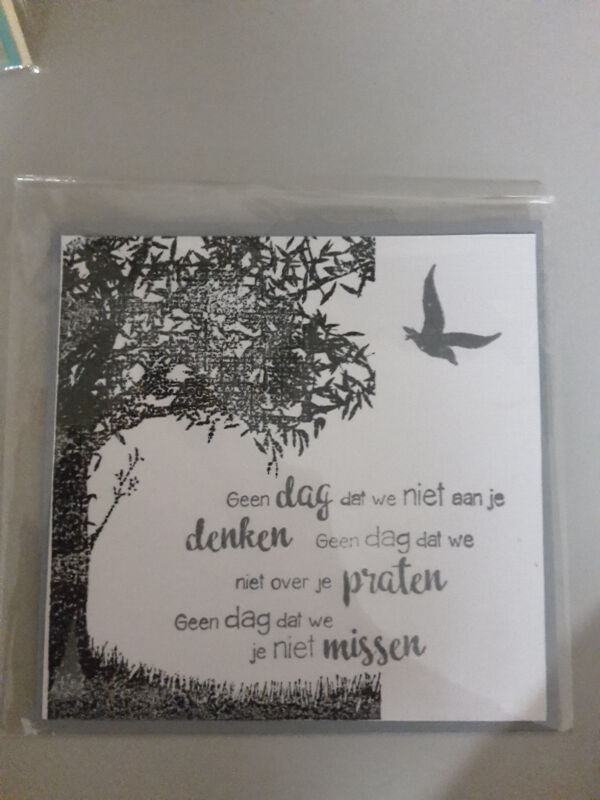 Geen dag dat we niet aan je
denken Geen dag dat we
niet over je praten
Geen dag dat we
je niet missen